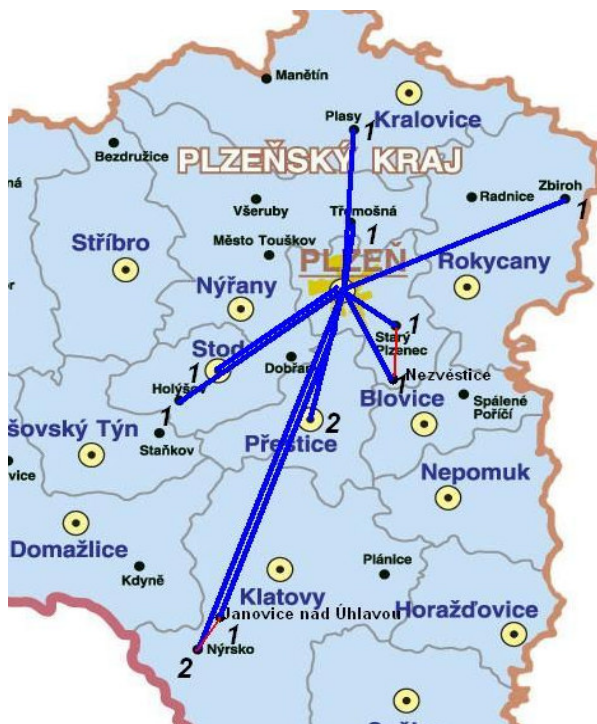 Manětín
Plasy
1
Kralovice
Bezdružice
PLZEŇSKÝ KRAJ
Zbiroh
Radnice
1
Všeruby
Třemošná
1
Stříbro
Město Touškov
PLZEŇ
Rokycany
Nýřany
1
Starý
Plzenec
Stod
1
Dobřany
Nezvéstice
1
Holýšov
1
Blovice
Spálené
Poříčí
2
Přeštice
šovský Týn
Staňkov
vice
Nepomuk
Domažlice
Kdyně
Klatovy
Plánice
Janovice nad Úhlavou
1
Horažďovice
2
Nýrsko